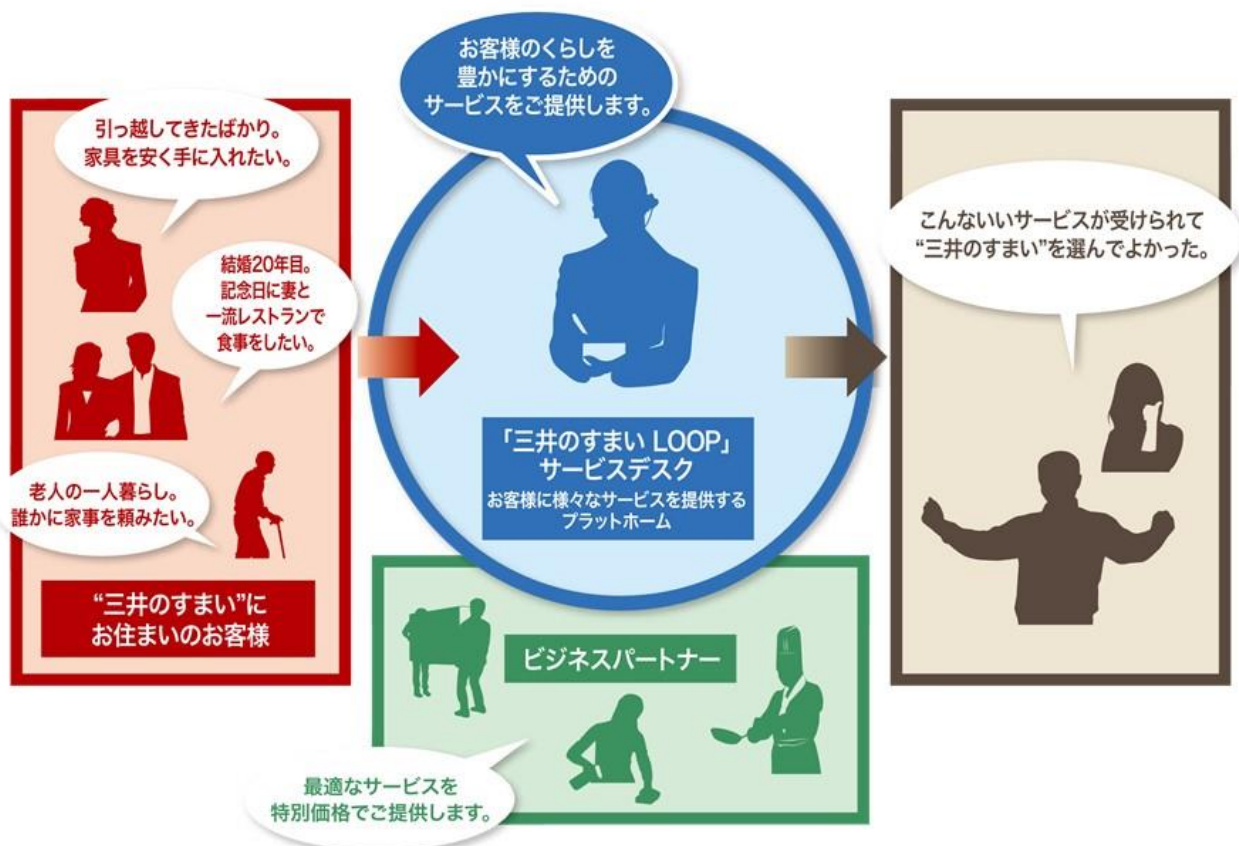 お客様のくらしを
豊かにするための
サービスをご提供します。
引っ越してきたばかり。
家具を安く手に入れたい。
結婚20年目。
記念日に妻と
一流レストランで
食事をしたい。
老人の一人暮らし。
誰かに家事を頼みたい。
“三井のすまい”に
お住まいのお客様
「三井のすまい LOOP」
サービスデスク
お客様に様々なサービスを提供する
プラットホーム
ビジネスパートナー
最適なサービスを
特別価格でご提供します。
こんないいサービスが受けられて
“三井のすまい”を選んでよかった。